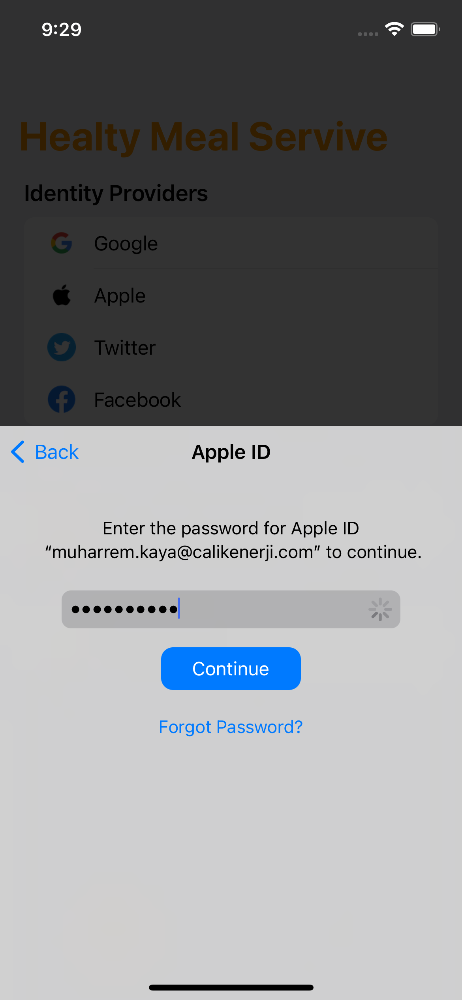 9:29
Healty Meal Servive
Identity Providers
Google
Apple
Twitter
Facebook
Back
Apple ID
Enter the password for Apple ID
“muharrem.kaya@calikenerji.com” to continue.
Continue
Forgot Password?